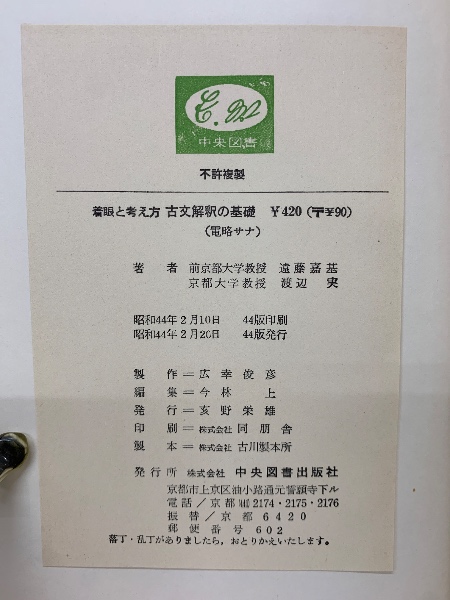 中央図書
不許複製
着眼と考え方 古文解釈の基礎 ¥420(〒¥90)
(電略サナ)
著者 前京都大学教授 遠藤嘉基
京都大学教授 渡辺実
昭和44年2月10日 44版印刷
昭和44年2月20日 44版発行
製作=広幸俊彦
編集=今林上
発行=亥野栄雄
印刷=株式会社 同朋舎
製本=株式会社 古川製本所
発行所 株式会社 中央図書出版社
京都市上京区油小路通元誓願寺下ル
電話/京都 2174・2175・2176
振替/京都 6420
郵便番号 602
落丁・乱丁がありましたら、おとりかえいたします。